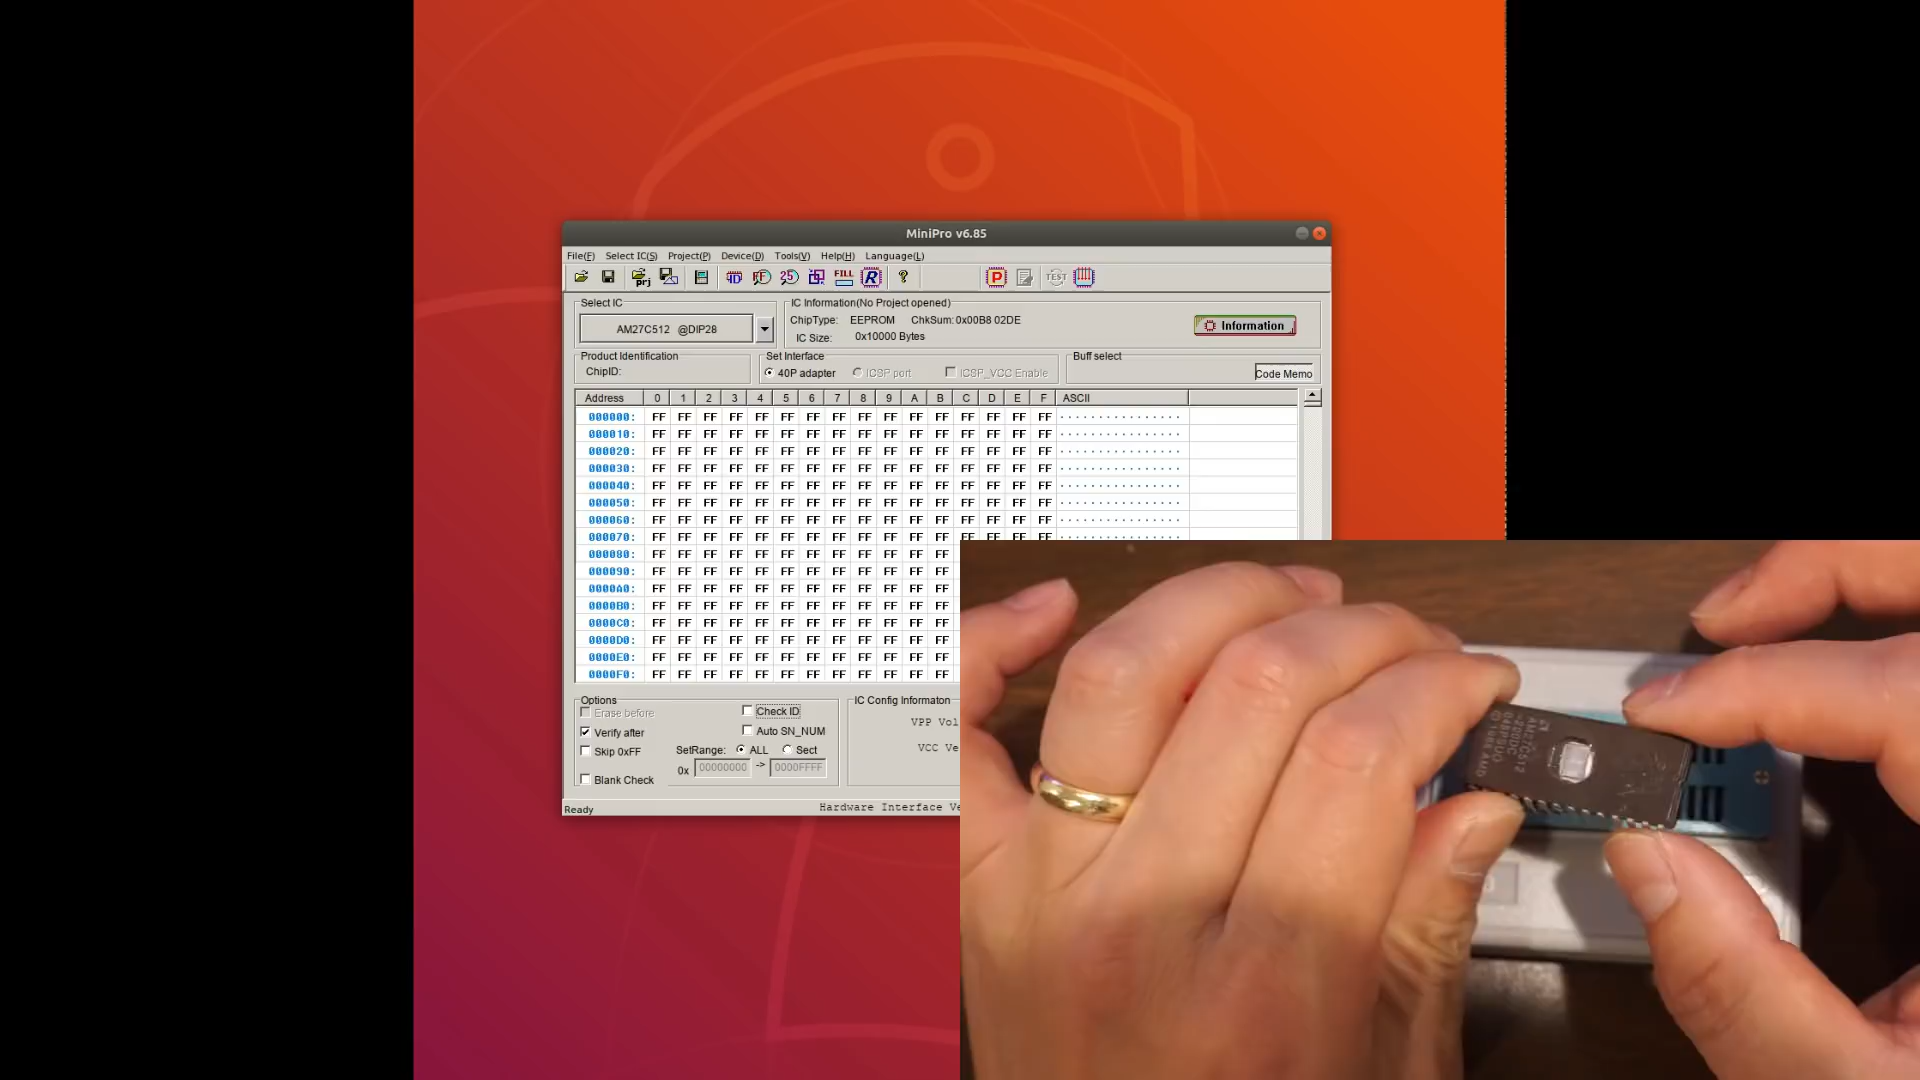 MiniPro v6.85
File(F) Select IC(S) Project(P) Device(D) Tools(V) Help(H) Language(L)
prj ID FF 25 FILL R ? P TEST
Select IC
AM27C512 @DIP28
IC Information(No Project opened)
ChipType: EEPROM ChkSum:0x00B8 02DE
IC Size: 0x10000 Bytes
Information
Product Identification
ChipID:
Set Interface
40P adapter ICSP port ICSP_VCC Enable
Buff select
Code Memo
Address 0 1 2 3 4 5 6 7 8 9 A B C D E F ASCII
000000: FF FF FF FF FF FF FF FF FF FF FF FF FF FF FF FF ................
000010: FF FF FF FF FF FF FF FF FF FF FF FF FF FF FF FF ................
000020: FF FF FF FF FF FF FF FF FF FF FF FF FF FF FF FF ................
000030: FF FF FF FF FF FF FF FF FF FF FF FF FF FF FF FF ................
000040: FF FF FF FF FF FF FF FF FF FF FF FF FF FF FF FF ................
000050: FF FF FF FF FF FF FF FF FF FF FF FF FF FF FF FF ................
000060: FF FF FF FF FF FF FF FF FF FF FF FF FF FF FF FF ................
000070: FF FF FF FF FF FF FF FF FF FF FF FF FF FF FF FF ................
000080: FF FF FF FF FF FF FF FF FF FF FF FF
000090: FF FF FF FF FF FF FF FF FF FF FF FF
0000A0: FF FF FF FF FF FF FF FF FF FF FF FF
0000B0: FF FF FF FF FF FF FF FF FF FF FF FF
0000C0: FF FF FF FF FF FF FF FF FF FF FF FF
0000D0: FF FF FF FF FF FF FF FF FF FF FF FF
0000E0: FF FF FF FF FF FF FF FF FF FF FF FF
0000F0: FF FF FF FF FF FF FF FF FF FF FF FF
Options
Erase before
Verify after
Skip 0xFF
Blank Check
Check ID
Auto SN_NUM
SetRange: ALL Sect
0x 00000000 -> 0000FFFF
IC Config Informaton
VPP Vol
VCC Ve
Ready
Hardware Interface Ve
AM27C512